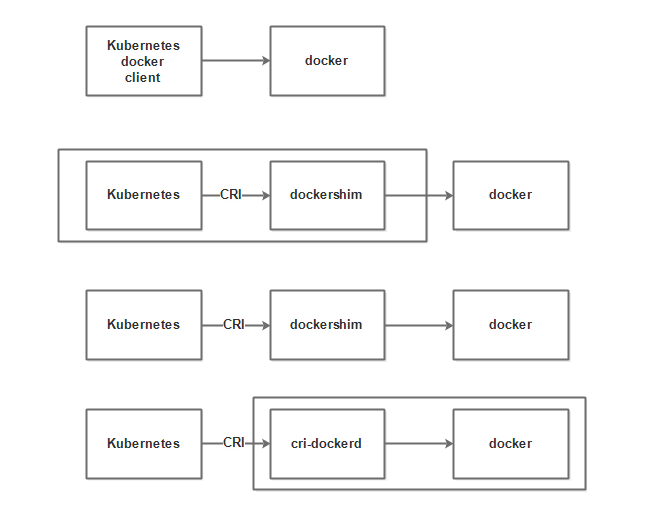 Kubernetes
docker
client
docker
Kubernetes
CRI
dockershim
docker
Kubernetes
CRI
dockershim
docker
Kubernetes
CRI
cri-dockerd
docker